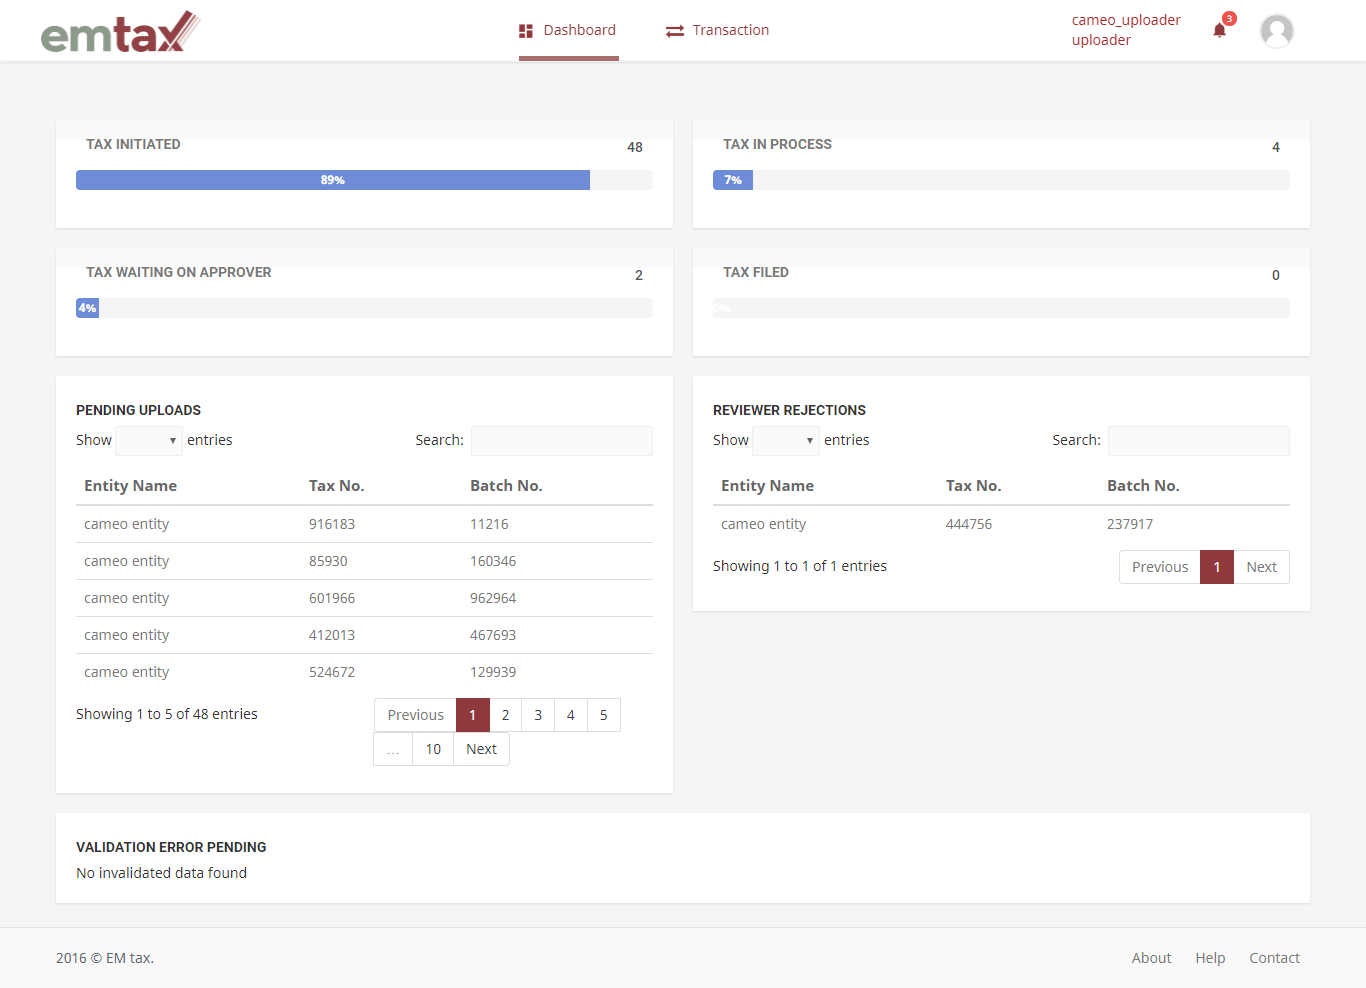 emtax
Dashboard
Transaction
cameo_uploader
uploader
3
TAX INITIATED
48
89%
TAX IN PROCESS
4
7%
TAX WAITING ON APPROVER
2
4%
TAX FILED
0
0%
PENDING UPLOADS
Show entries
Search:
Entity Name Tax No. Batch No.
cameo entity 916183 11216
cameo entity 85930 160346
cameo entity 601966 962964
cameo entity 412013 467693
cameo entity 524672 129939
Showing 1 to 5 of 48 entries
Previous 1 2 3 4 5
... 10 Next
REVIEWER REJECTIONS
Show entries
Search:
Entity Name Tax No. Batch No.
cameo entity 444756 237917
Showing 1 to 1 of 1 entries
Previous 1 Next
VALIDATION ERROR PENDING
No invalidated data found
2016 © EM tax.
About Help Contact